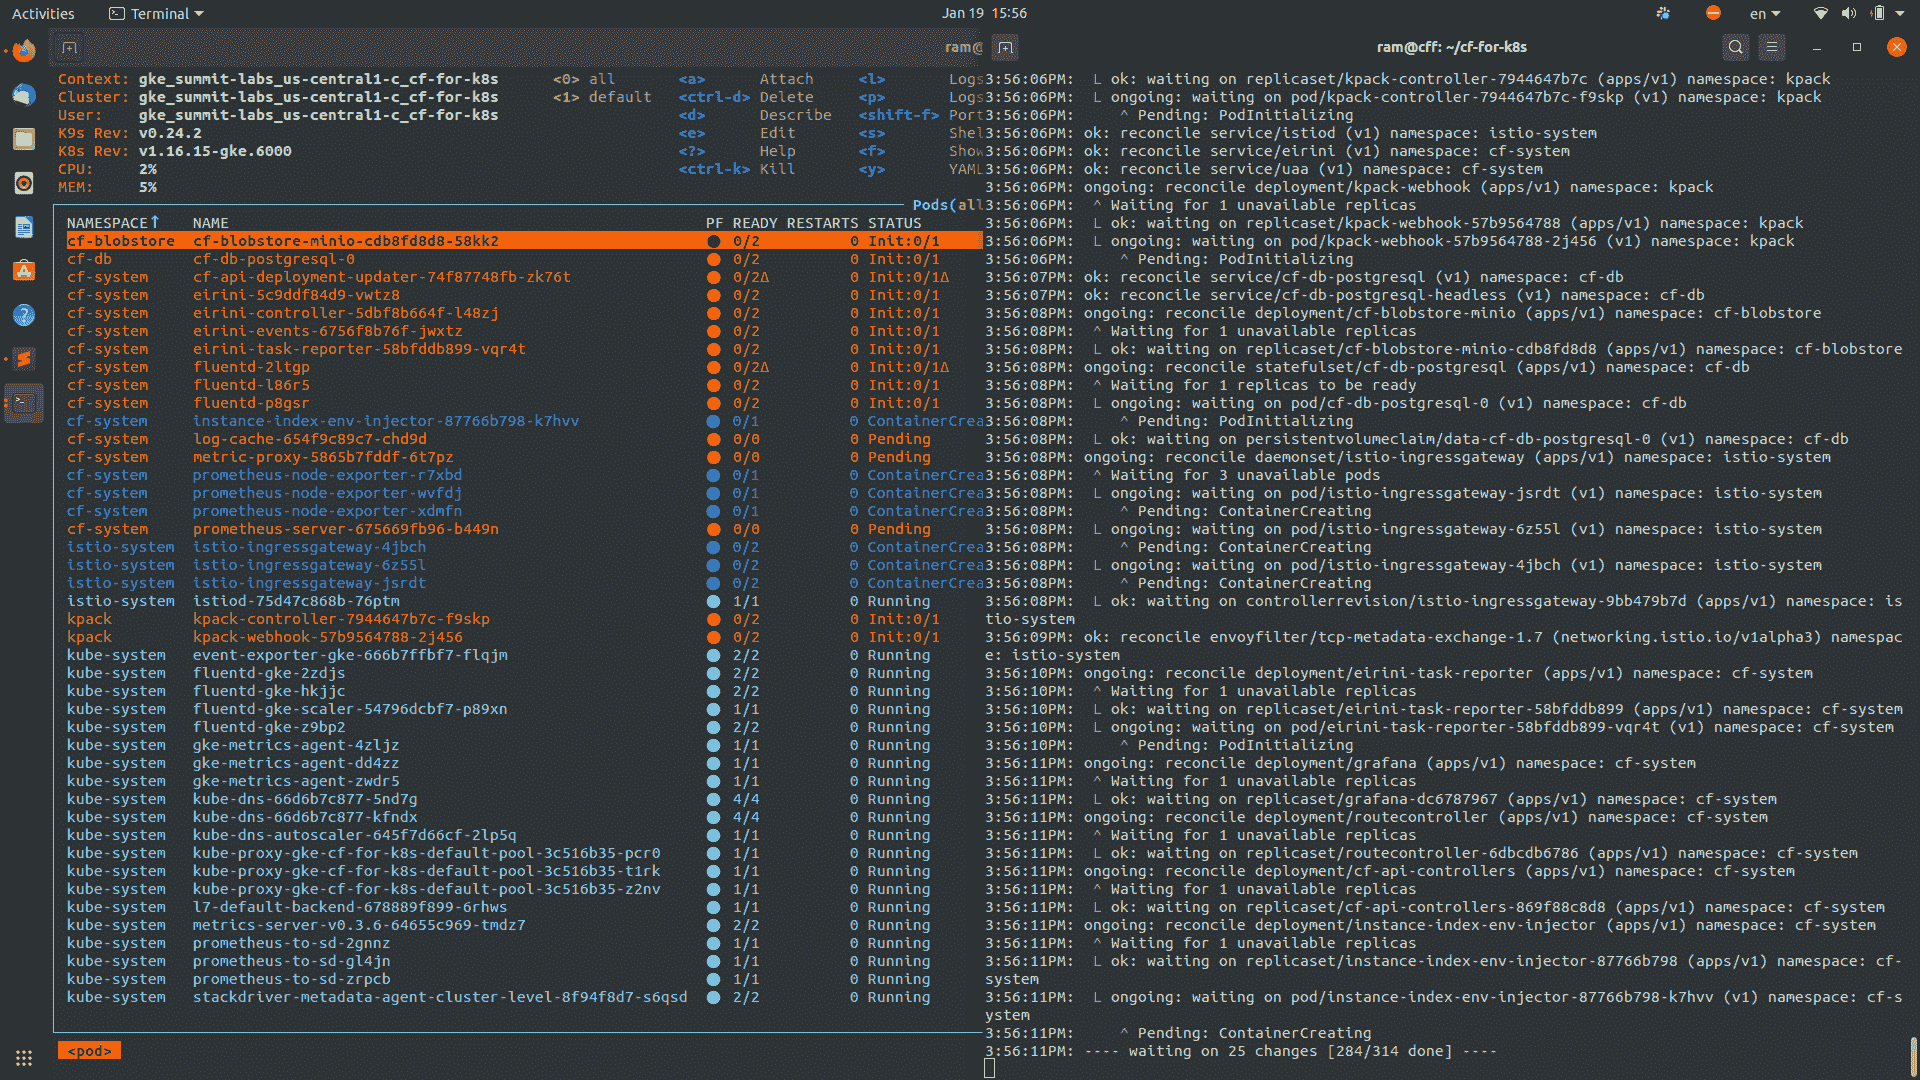 Activities Terminal Jan 19 15:56 en
ram@
Context: gke_summit-labs_us-central1-c_cf-for-k8s <0> all <a> Attach <l> Logs
Cluster: gke_summit-labs_us-central1-c_cf-for-k8s <1> default <ctrl-d> Delete <p> Logs
User: gke_summit-labs_us-central1-c_cf-for-k8s <d> Describe <shift-f> Port
K9s Rev: v0.24.2 <e> Edit <s> Shel
K8s Rev: v1.16.15-gke.6000 <?> Help <f> Show
CPU: 2% <ctrl-k> Kill <y> YAML
MEM: 5%
Pods(all
NAMESPACE↑ NAME PF READY RESTARTS STATUS
cf-blobstore cf-blobstore-minio-cdb8fd8d8-58kk2 ● 0/2 0 Init:0/1
cf-db cf-db-postgresql-0 ● 0/2 0 Init:0/1
cf-system cf-api-deployment-updater-74f87748fb-zk76t ● 0/2Δ 0 Init:0/1Δ
cf-system eirini-5c9ddf84d9-vwtz8 ● 0/2 0 Init:0/1
cf-system eirini-controller-5dbf8b664f-l48zj ● 0/2 0 Init:0/1
cf-system eirini-events-6756f8b76f-jwxtz ● 0/2 0 Init:0/1
cf-system eirini-task-reporter-58bfddb899-vqr4t ● 0/2 0 Init:0/1
cf-system fluentd-2ltgp ● 0/2Δ 0 Init:0/1Δ
cf-system fluentd-l86r5 ● 0/2 0 Init:0/1
cf-system fluentd-p8gsr ● 0/2 0 Init:0/1
cf-system instance-index-env-injector-87766b798-k7hvv ● 0/1 0 ContainerCrea
cf-system log-cache-654f9c89c7-chd9d ● 0/0 0 Pending
cf-system metric-proxy-5865b7fddf-6t7pz ● 0/0 0 Pending
cf-system prometheus-node-exporter-r7xbd ● 0/1 0 ContainerCrea
cf-system prometheus-node-exporter-wvfdj ● 0/1 0 ContainerCrea
cf-system prometheus-node-exporter-xdmfn ● 0/1 0 ContainerCrea
cf-system prometheus-server-675669fb96-b449n ● 0/0 0 Pending
istio-system istio-ingressgateway-4jbch ● 0/2 0 ContainerCrea
istio-system istio-ingressgateway-6z55l ● 0/2 0 ContainerCrea
istio-system istio-ingressgateway-jsrdt ● 0/2 0 ContainerCrea
istio-system istiod-75d47c868b-76ptm ● 1/1 0 Running
kpack kpack-controller-7944647b7c-f9skp ● 0/2 0 Init:0/1
kpack kpack-webhook-57b9564788-2j456 ● 0/2 0 Init:0/1
kube-system event-exporter-gke-666b7ffbf7-flqjm ● 2/2 0 Running
kube-system fluentd-gke-2zdjs ● 2/2 0 Running
kube-system fluentd-gke-hkjjc ● 2/2 0 Running
kube-system fluentd-gke-scaler-54796dcbf7-p89xn ● 1/1 0 Running
kube-system fluentd-gke-z9bp2 ● 2/2 0 Running
kube-system gke-metrics-agent-4zljz ● 1/1 0 Running
kube-system gke-metrics-agent-dd4zz ● 1/1 0 Running
kube-system gke-metrics-agent-zwdr5 ● 1/1 0 Running
kube-system kube-dns-66d6b7c877-5nd7g ● 4/4 0 Running
kube-system kube-dns-66d6b7c877-kfndx ● 4/4 0 Running
kube-system kube-dns-autoscaler-645f7d66cf-2lp5q ● 1/1 0 Running
kube-system kube-proxy-gke-cf-for-k8s-default-pool-3c516b35-pcr0 ● 1/1 0 Running
kube-system kube-proxy-gke-cf-for-k8s-default-pool-3c516b35-t1rk ● 1/1 0 Running
kube-system kube-proxy-gke-cf-for-k8s-default-pool-3c516b35-z2nv ● 1/1 0 Running
kube-system l7-default-backend-678889f899-6rhws ● 1/1 0 Running
kube-system metrics-server-v0.3.6-64655c969-tmdz7 ● 2/2 0 Running
kube-system prometheus-to-sd-2gnnz ● 1/1 0 Running
kube-system prometheus-to-sd-gl4jn ● 1/1 0 Running
kube-system prometheus-to-sd-zrpcb ● 1/1 0 Running
kube-system stackdriver-metadata-agent-cluster-level-8f94f8d7-s6qsd ● 2/2 0 Running
<pod>
ram@cff: ~/cf-for-k8s
3:56:06PM: L ok: waiting on replicaset/kpack-controller-7944647b7c (apps/v1) namespace: kpack
3:56:06PM: L ongoing: waiting on pod/kpack-controller-7944647b7c-f9skp (v1) namespace: kpack
3:56:06PM: ^ Pending: PodInitializing
3:56:06PM: ok: reconcile service/istiod (v1) namespace: istio-system
3:56:06PM: ok: reconcile service/eirini (v1) namespace: cf-system
3:56:06PM: ok: reconcile service/uaa (v1) namespace: cf-system
3:56:06PM: ongoing: reconcile deployment/kpack-webhook (apps/v1) namespace: kpack
3:56:06PM: ^ Waiting for 1 unavailable replicas
3:56:06PM: L ok: waiting on replicaset/kpack-webhook-57b9564788 (apps/v1) namespace: kpack
3:56:06PM: L ongoing: waiting on pod/kpack-webhook-57b9564788-2j456 (v1) namespace: kpack
3:56:06PM: ^ Pending: PodInitializing
3:56:07PM: ok: reconcile service/cf-db-postgresql (v1) namespace: cf-db
3:56:07PM: ok: reconcile service/cf-db-postgresql-headless (v1) namespace: cf-db
3:56:08PM: ongoing: reconcile deployment/cf-blobstore-minio (apps/v1) namespace: cf-blobstore
3:56:08PM: ^ Waiting for 1 unavailable replicas
3:56:08PM: L ok: waiting on replicaset/cf-blobstore-minio-cdb8fd8d8 (apps/v1) namespace: cf-blobstore
3:56:08PM: ongoing: reconcile statefulset/cf-db-postgresql (apps/v1) namespace: cf-db
3:56:08PM: ^ Waiting for 1 replicas to be ready
3:56:08PM: L ongoing: waiting on pod/cf-db-postgresql-0 (v1) namespace: cf-db
3:56:08PM: ^ Pending: PodInitializing
3:56:08PM: L ok: waiting on persistentvolumeclaim/data-cf-db-postgresql-0 (v1) namespace: cf-db
3:56:08PM: ongoing: reconcile daemonset/istio-ingressgateway (apps/v1) namespace: istio-system
3:56:08PM: ^ Waiting for 3 unavailable pods
3:56:08PM: L ongoing: waiting on pod/istio-ingressgateway-jsrdt (v1) namespace: istio-system
3:56:08PM: ^ Pending: ContainerCreating
3:56:08PM: L ongoing: waiting on pod/istio-ingressgateway-6z55l (v1) namespace: istio-system
3:56:08PM: ^ Pending: ContainerCreating
3:56:08PM: L ongoing: waiting on pod/istio-ingressgateway-4jbch (v1) namespace: istio-system
3:56:08PM: ^ Pending: ContainerCreating
3:56:08PM: L ok: waiting on controllerrevision/istio-ingressgateway-9bb479b7d (apps/v1) namespace: is
tio-system
3:56:09PM: ok: reconcile envoyfilter/tcp-metadata-exchange-1.7 (networking.istio.io/v1alpha3) namespac
e: istio-system
3:56:10PM: ongoing: reconcile deployment/eirini-task-reporter (apps/v1) namespace: cf-system
3:56:10PM: ^ Waiting for 1 unavailable replicas
3:56:10PM: L ok: waiting on replicaset/eirini-task-reporter-58bfddb899 (apps/v1) namespace: cf-system
3:56:10PM: L ongoing: waiting on pod/eirini-task-reporter-58bfddb899-vqr4t (v1) namespace: cf-system
3:56:10PM: ^ Pending: PodInitializing
3:56:11PM: ongoing: reconcile deployment/grafana (apps/v1) namespace: cf-system
3:56:11PM: ^ Waiting for 1 unavailable replicas
3:56:11PM: L ok: waiting on replicaset/grafana-dc6787967 (apps/v1) namespace: cf-system
3:56:11PM: ongoing: reconcile deployment/routecontroller (apps/v1) namespace: cf-system
3:56:11PM: ^ Waiting for 1 unavailable replicas
3:56:11PM: L ok: waiting on replicaset/routecontroller-6dbcdb6786 (apps/v1) namespace: cf-system
3:56:11PM: ongoing: reconcile deployment/cf-api-controllers (apps/v1) namespace: cf-system
3:56:11PM: ^ Waiting for 1 unavailable replicas
3:56:11PM: L ok: waiting on replicaset/cf-api-controllers-869f88c8d8 (apps/v1) namespace: cf-system
3:56:11PM: ongoing: reconcile deployment/instance-index-env-injector (apps/v1) namespace: cf-system
3:56:11PM: ^ Waiting for 1 unavailable replicas
3:56:11PM: L ok: waiting on replicaset/instance-index-env-injector-87766b798 (apps/v1) namespace: cf-
system
3:56:11PM: L ongoing: waiting on pod/instance-index-env-injector-87766b798-k7hvv (v1) namespace: cf-s
ystem
3:56:11PM: ^ Pending: ContainerCreating
3:56:11PM: ---- waiting on 25 changes [284/314 done] ----